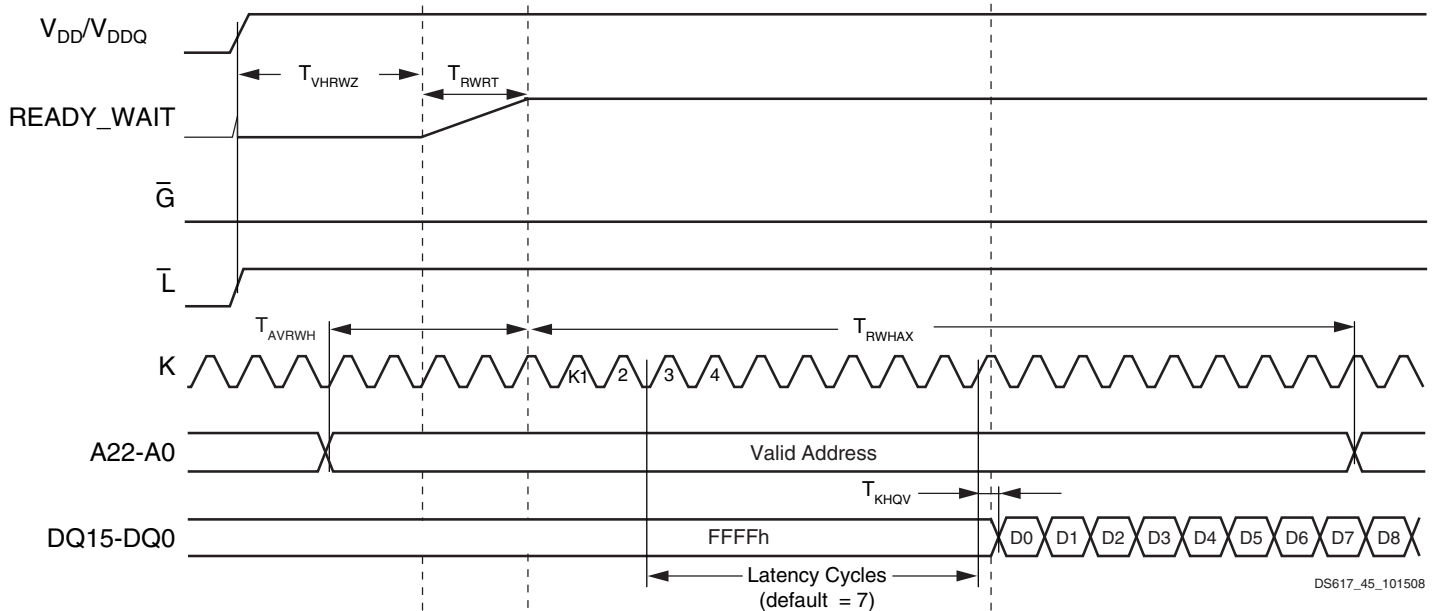 VDD/VDDQ
TVHRWZ
TRWRT
READY_WAIT
G̅
L̅
TAVRWH
TRWHAX
K
K1 2 3 4
A22-A0
Valid Address
TKHQV
DQ15-DQ0
FFFFh
D0 D1 D2 D3 D4 D5 D6 D7 D8
Latency Cycles
(default = 7)
DS617_45_101508